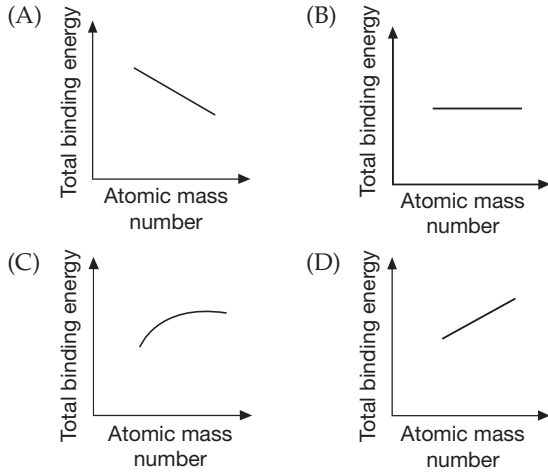 (A)
Total binding energy
Atomic mass
number
(B)
Total binding energy
Atomic mass
number
(C)
Total binding energy
Atomic mass
number
(D)
Total binding energy
Atomic mass
number